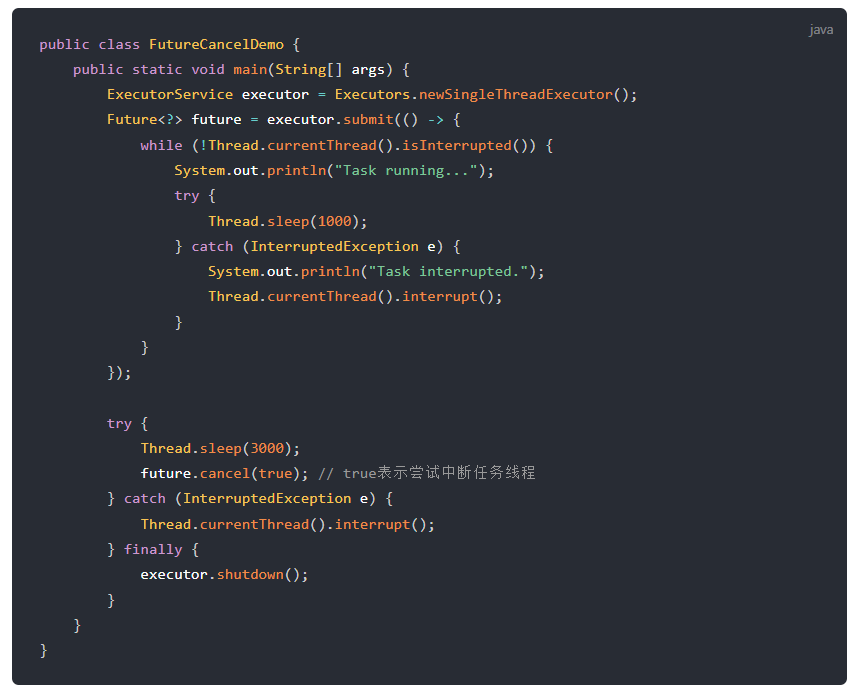 java
public class FutureCancelDemo {
    public static void main(String[] args) {
        ExecutorService executor = Executors.newSingleThreadExecutor();
        Future<?> future = executor.submit(() -> {
            while (!Thread.currentThread().isInterrupted()) {
                System.out.println("Task running...");
                try {
                    Thread.sleep(1000);
                } catch (InterruptedException e) {
                    System.out.println("Task interrupted.");
                    Thread.currentThread().interrupt();
                }
            }
        });

        try {
            Thread.sleep(3000);
            future.cancel(true); // true表示尝试中断任务线程
        } catch (InterruptedException e) {
            Thread.currentThread().interrupt();
        } finally {
            executor.shutdown();
        }
    }
}